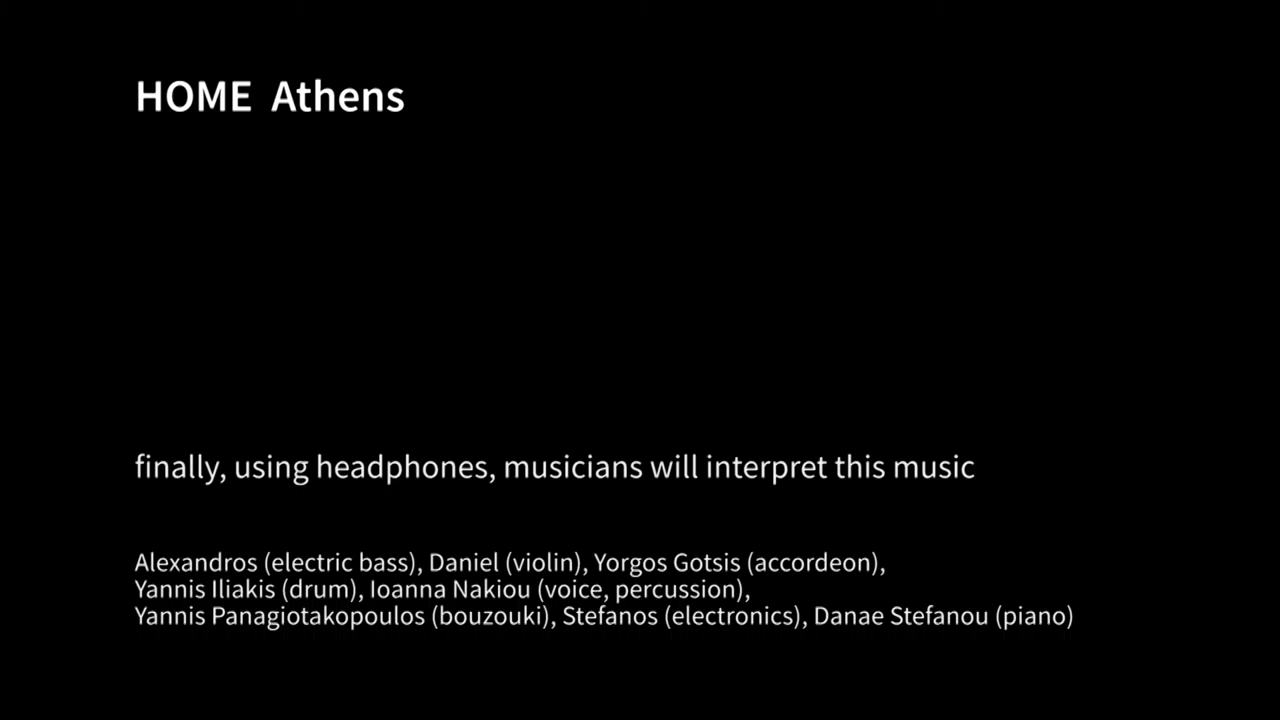 HOME Athens
finally, using headphones, musicians will interpret this music
Alexandros (electric bass), Daniel (violin), Yorgos Gotsis (accordeon),
Yannis Iliakis (drum), Ioanna Nakiou (voice, percussion),
Yannis Panagiotakopoulos (bouzouki), Stefanos (electronics), Danae Stefanou (piano)